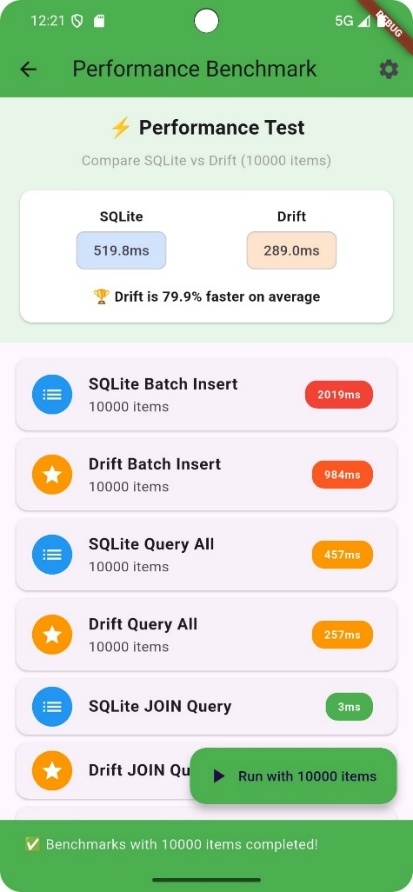 12:21 5G
DEBUG
Performance Benchmark
⚡ Performance Test
Compare SQLite vs Drift (10000 items)
SQLite Drift
519.8ms 289.0ms
🏆 Drift is 79.9% faster on average
SQLite Batch Insert
2019ms
10000 items
Drift Batch Insert
984ms
10000 items
SQLite Query All
457ms
10000 items
Drift Query All
257ms
10000 items
SQLite JOIN Query 3ms
Drift JOIN Qu
Run with 10000 items
✅ Benchmarks with 10000 items completed!